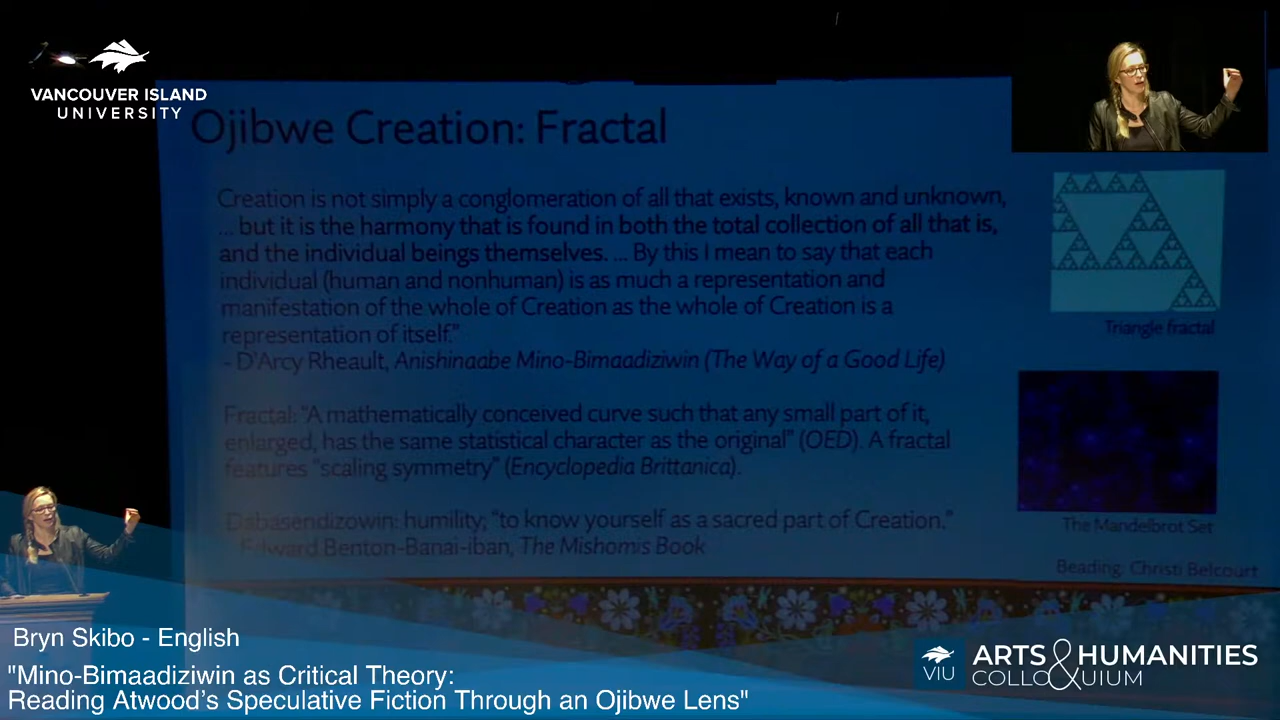 VANCOUVER ISLAND
UNIVERSITY
Ojibwe Creation: Fractal
Creation is not simply a conglomeration of all that exists, known and unknown,
... but it is the harmony that is found in both the total collection of all that is,
and the individual beings themselves. ... By this I mean to say that each
individual (human and nonhuman) is as much a representation and
manifestation of the whole of Creation as the whole of Creation is a
representation of itself."
- D'Arcy Rheault, Anishinaabe Mino-Bimaadiziwin (The Way of a Good Life)
Fractal: "A mathematically conceived curve such that any small part of it,
enlarged, has the same statistical character as the original" (OED). A fractal
features "scaling symmetry" (Encyclopedia Brittanica).
Dabasendizowin: humility; "to know yourself as a sacred part of Creation."
Edward Benton-Banai-iban, The Mishomis Book
Triangle fractal
The Mandelbrot Set
Beading: Christi Belcourt
Bryn Skibo - English
"Mino-Bimaadiziwin as Critical Theory:
Reading Atwood's Speculative Fiction Through an Ojibwe Lens"
VIU
ARTS & HUMANITIES
COLLOQUIUM